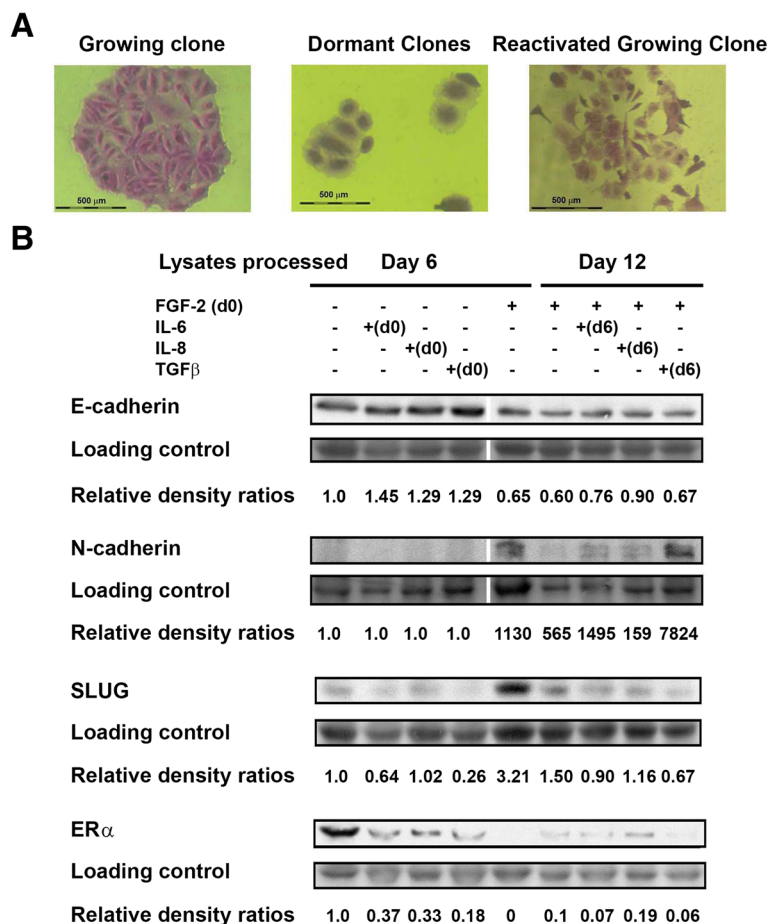 A
Growing clone
Dormant Clones
Reactivated Growing Clone
500 µm
500 µm
500 µm
B
Lysates processed Day 6 Day 12
FGF-2 (d0) - - - - + + + + +
IL-6 - +(d0) - - - - +(d6) - -
IL-8 - - +(d0) - - - - +(d6) -
TGFβ - - - +(d0) - - - - +(d6)
E-cadherin
Loading control
Relative density ratios 1.0 1.45 1.29 1.29 0.65 0.60 0.76 0.90 0.67
N-cadherin
Loading control
Relative density ratios 1.0 1.0 1.0 1.0 1130 565 1495 159 7824
SLUG
Loading control
Relative density ratios 1.0 0.64 1.02 0.26 3.21 1.50 0.90 1.16 0.67
ERα
Loading control
Relative density ratios 1.0 0.37 0.33 0.18 0 0.1 0.07 0.19 0.06